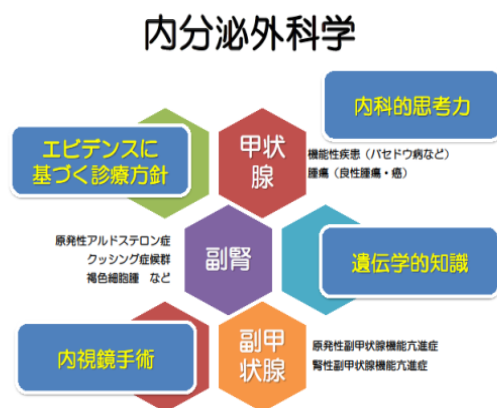 内分泌外科学
内科的思考力
エビデンスに
基づく診療方針
甲状
腺
機能性疾患（バセドウ病など）
腫瘍（良性腫瘍・癌）
原発性アルドステロン症
クッシング症候群
褐色細胞腫　など
副腎
遺伝学的知識
内視鏡手術
副甲
状腺
原発性副甲状腺機能亢進症
腎性副甲状腺機能亢進症